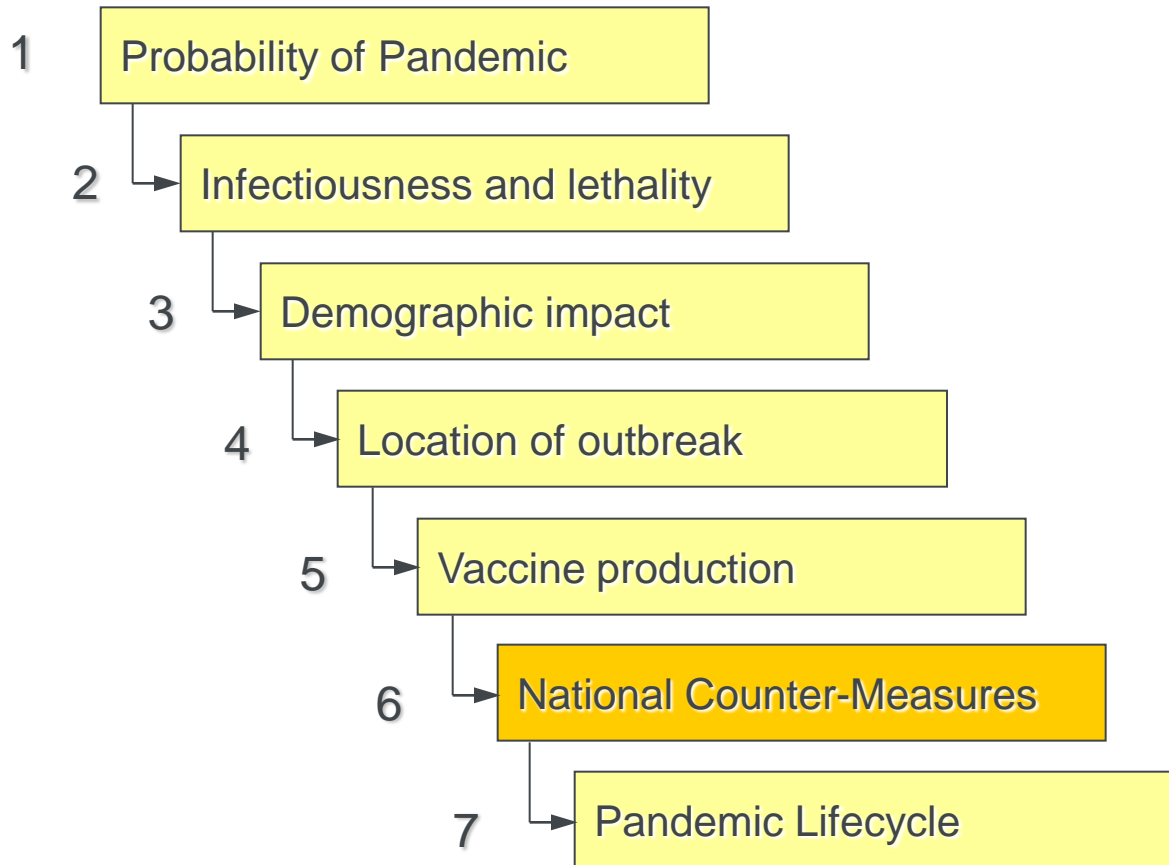 1 Probability of Pandemic
2 Infectiousness and lethality
3 Demographic impact
4 Location of outbreak
5 Vaccine production
6 National Counter-Measures
7 Pandemic Lifecycle